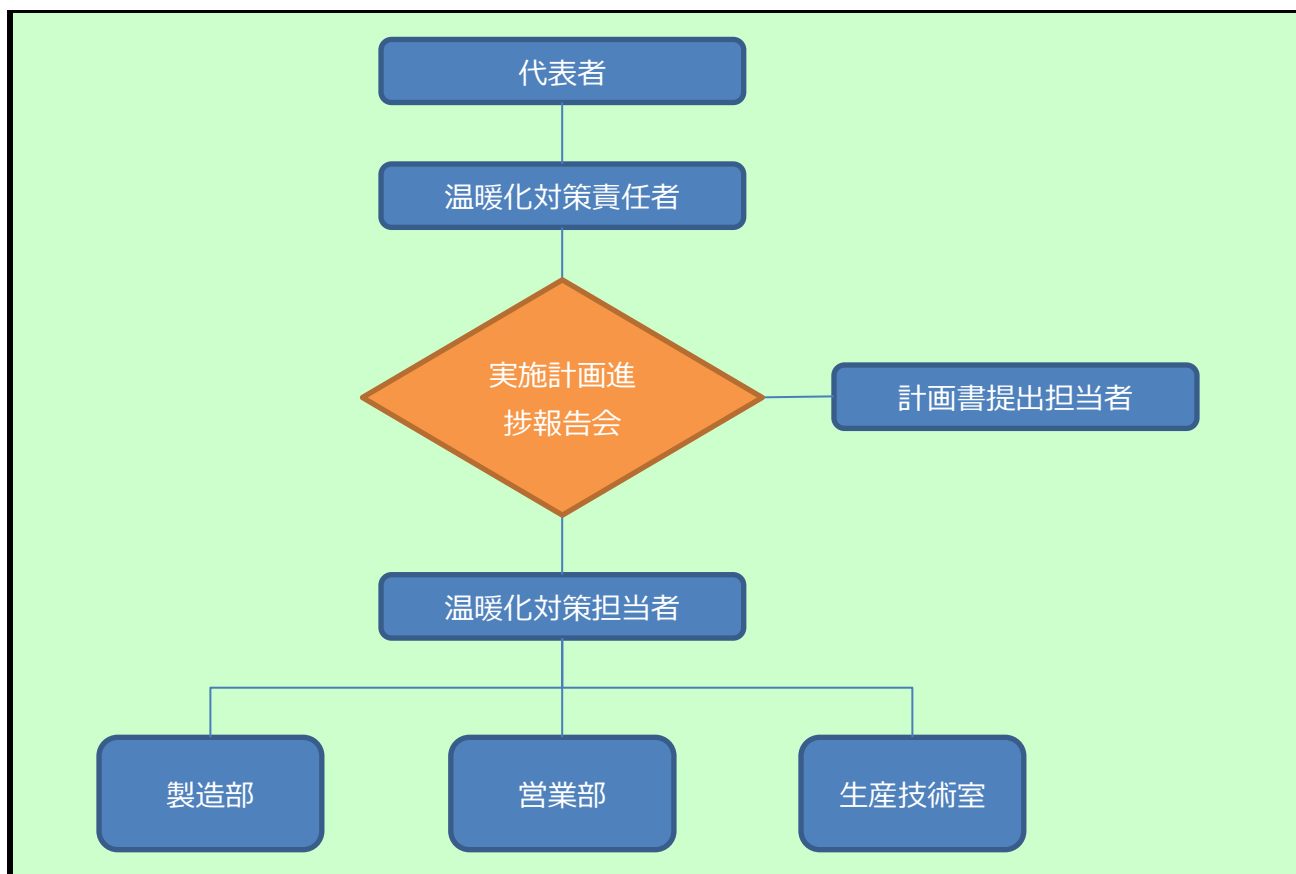 代表者
温暖化対策責任者
実施計画進
捗報告会
計画書提出担当者
温暖化対策担当者
製造部
営業部
生産技術室